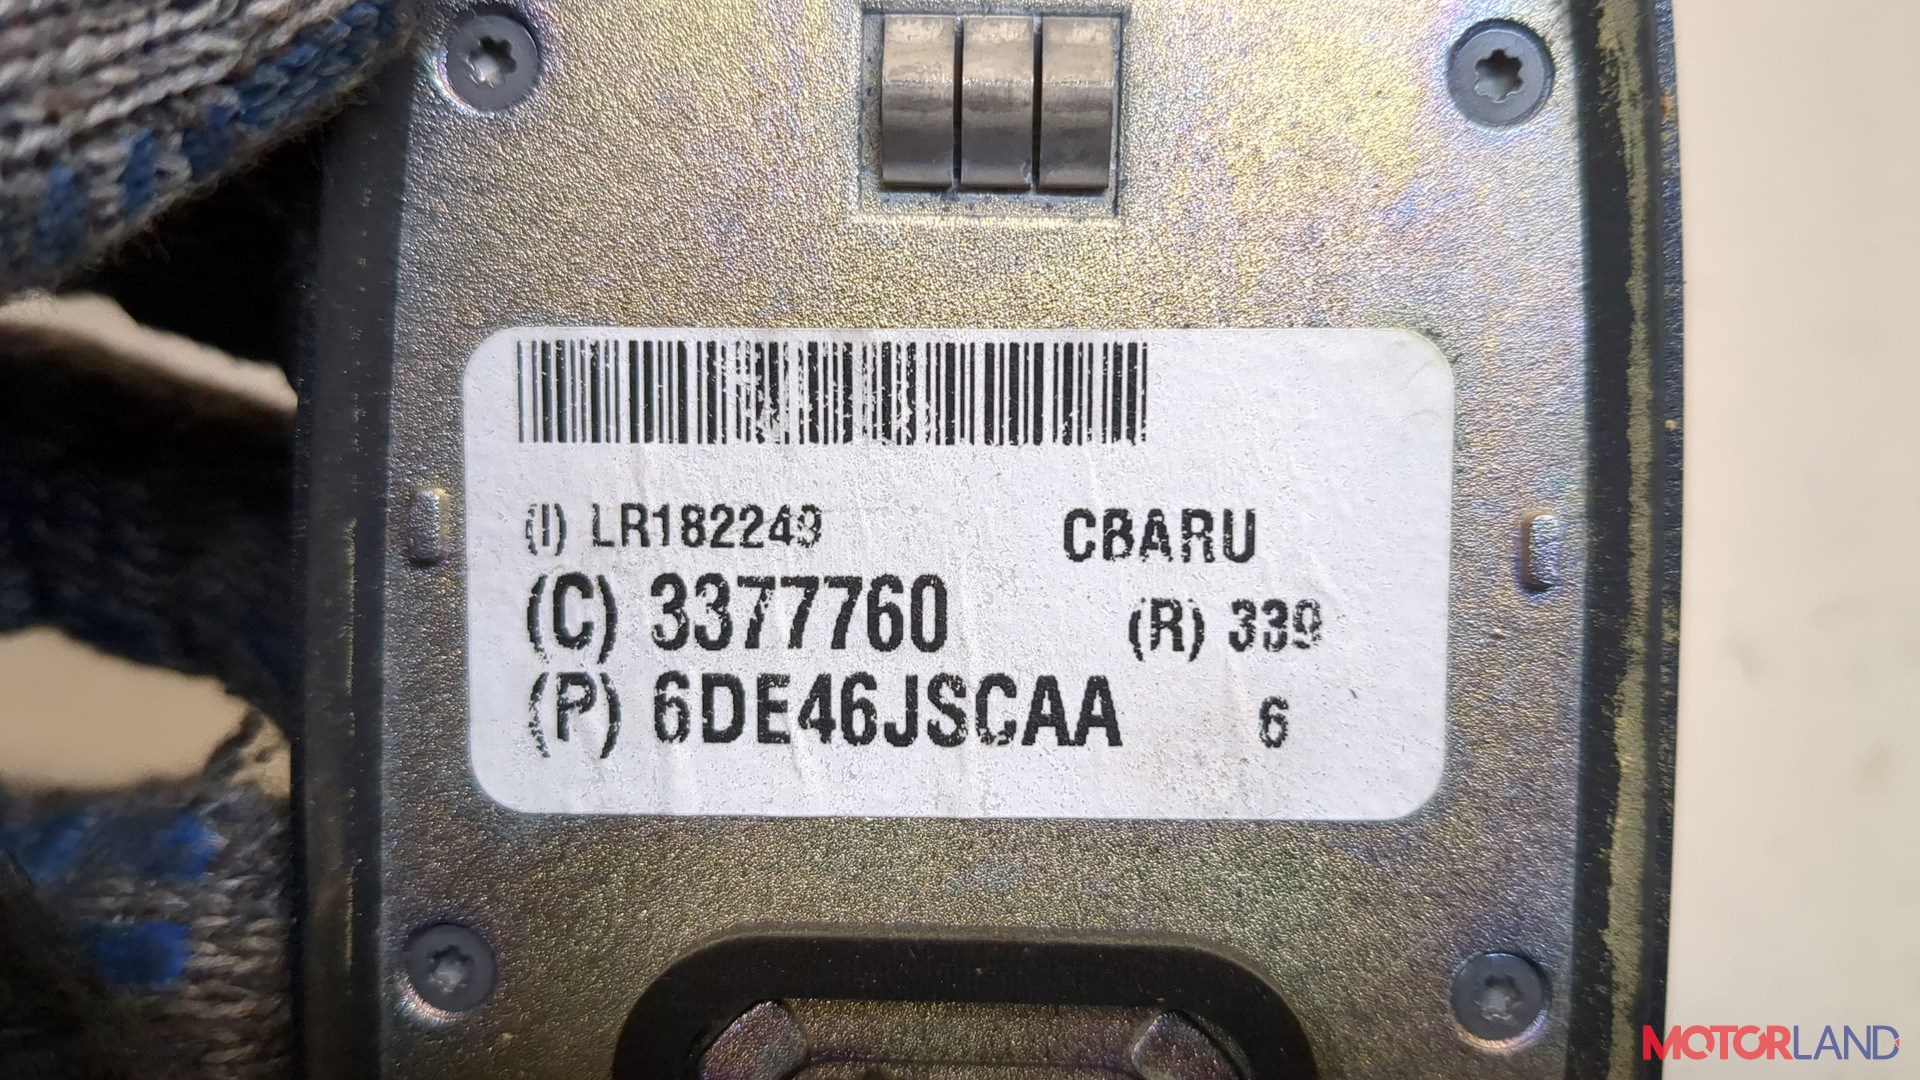 (I) LR182249 CBARU
(C) 3377760 (R) 339
(P) 6DE46JSCAA 6
MOTORLAND